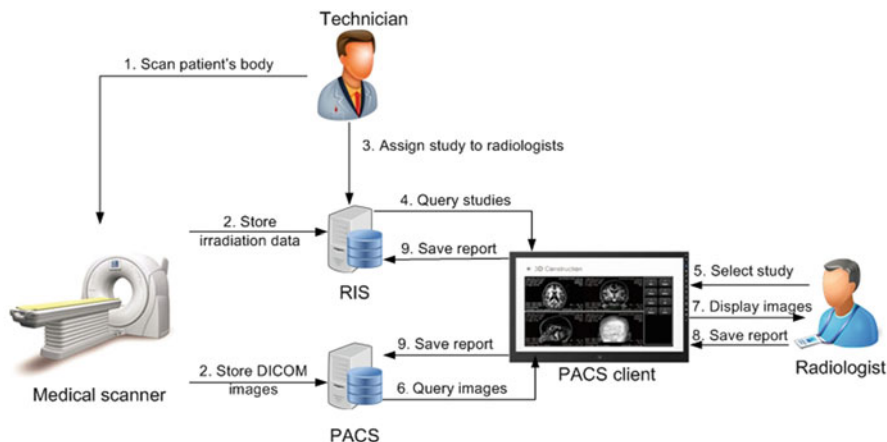 Technician
1. Scan patient's body
3. Assign study to radiologists
4. Query studies
2. Store
irradiation data
9. Save report
RIS
3D Construction
5. Select study
7. Display images
8. Save report
9. Save report
2. Store DICOM
images
6. Query images
PACS client
Radiologist
Medical scanner
PACS